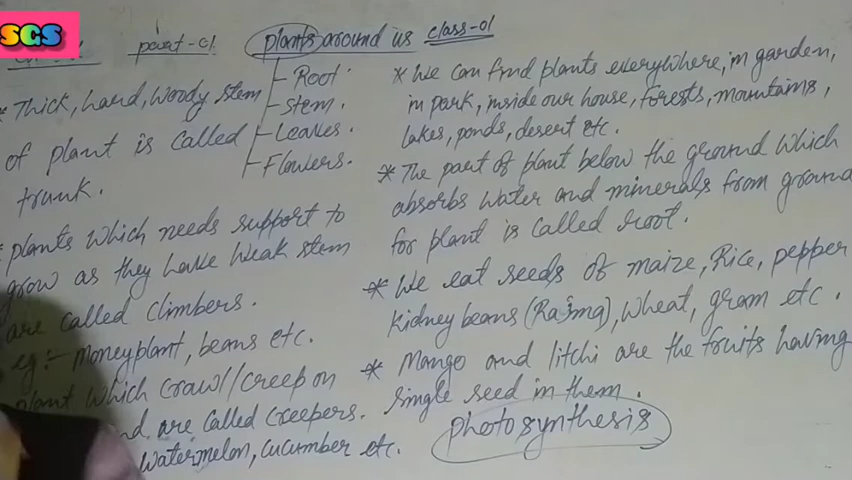 SGS
part-01
plants around us class-01
Root
Stem.
Leaves.
Flowers.
* Thick, hard, woody stem
of plant is called
trunk.
* plants which needs support to
grow as they have weak stem
are called climbers.
eg:- Moneyplant, beans etc.
plant which crawl/creep on
are called creepers.
watermelon, cucumber etc.
* We can find plants everywhere, in garden,
in park, inside our house, forests, mountains,
lakes, ponds, desert etc.
* The part of plant below the ground which
absorbs water and minerals from ground
for plant is called root.
* We eat seeds of maize, Rice, pepper
kidney beans (Rajma), wheat, gram etc.
* Mango and litchi are the fruits having
single seed in them.
photosynthesis